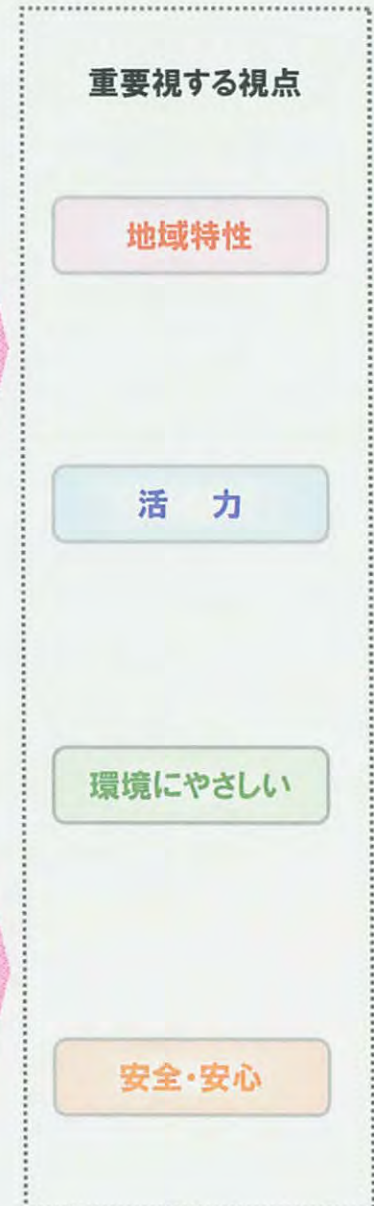 重要視する視点
地域特性
活　力
環境にやさしい
安全・安心